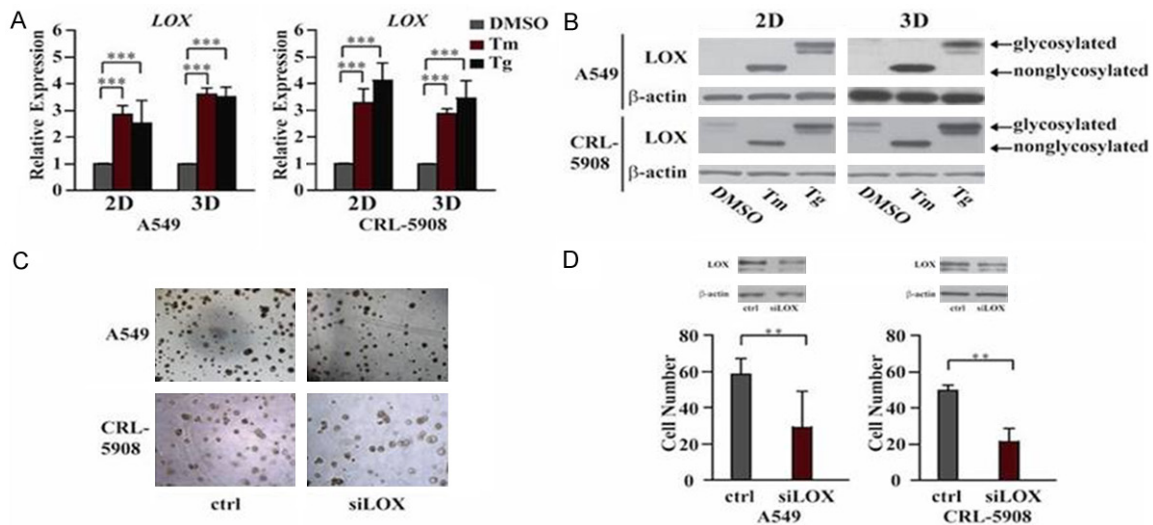 A
LOX
LOX
DMSO
Tm
Tg
Relative Expression
6
5
4
3
2
1
0
***
***
***
***
2D
3D
A549
Relative Expression
6
5
4
3
2
1
0
***
***
***
***
2D
3D
CRL-5908
B
2D
3D
A549
LOX
glycosylated
nonglycosylated
β-actin
CRL-
5908
LOX
glycosylated
nonglycosylated
β-actin
DMSO
Tm
Tg
DMSO
Tm
Tg
C
A549
CRL-
5908
ctrl
siLOX
D
LOX
β-actin
ctrl
siLOX
LOX
β-actin
ctrl
siLOX
Cell Number
80
60
40
20
0
**
ctrl
siLOX
A549
Cell Number
80
60
40
20
0
**
ctrl
siLOX
CRL-5908